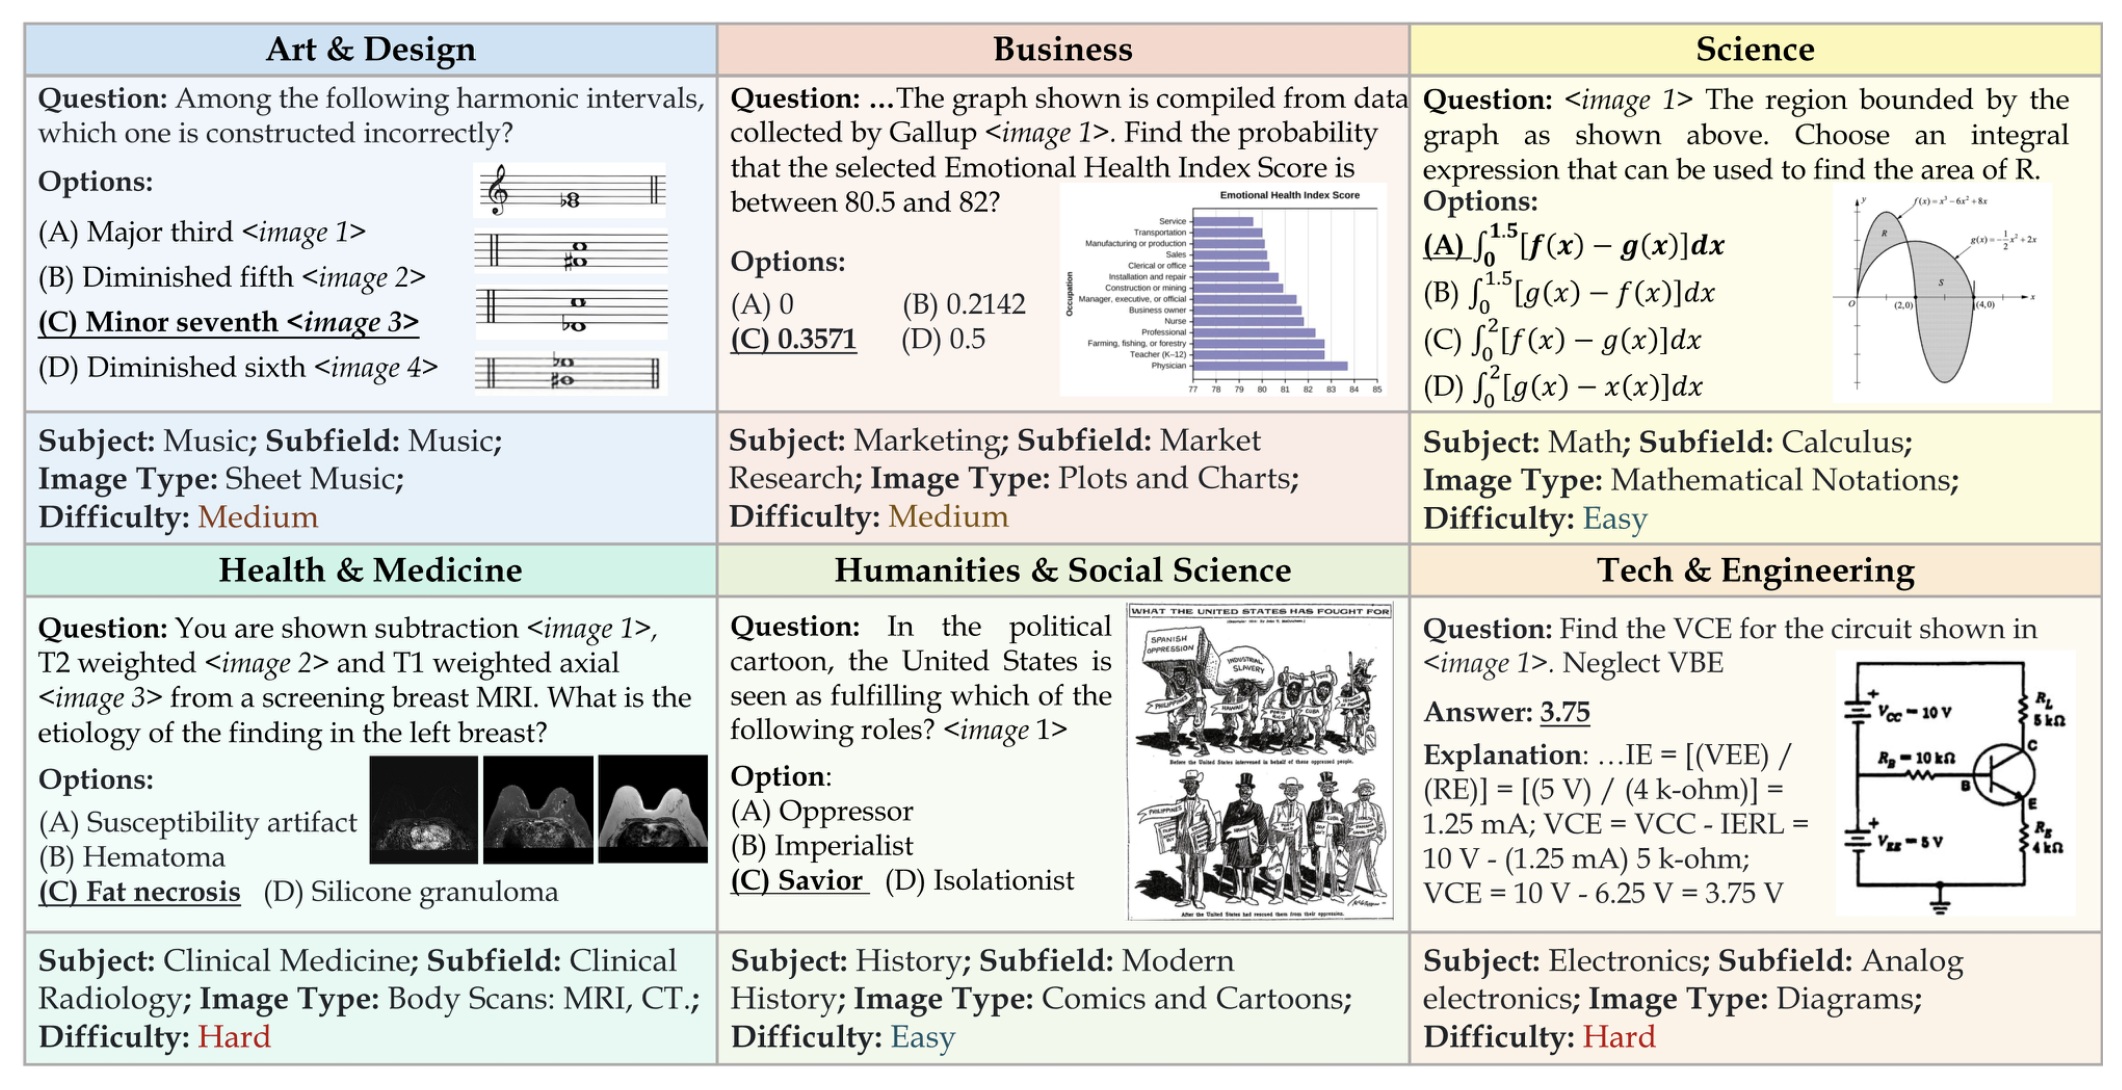 Art & Design
Question: Among the following harmonic intervals,
which one is constructed incorrectly?
Options:
(A) Major third <image 1>
(B) Diminished fifth <image 2>
(C) Minor seventh <image 3>
(D) Diminished sixth <image 4>
Subject: Music; Subfield: Music;
Image Type: Sheet Music;
Difficulty: Medium
Business
Question: …The graph shown is compiled from data
collected by Gallup <image 1>. Find the probability
that the selected Emotional Health Index Score is
between 80.5 and 82?
Options:
(A) 0 (B) 0.2142
(C) 0.3571 (D) 0.5
Emotional Health Index Score
Occupation
Service
Transportation
Manufacturing or production
Sales
Clerical or office
Installation and repair
Construction or mining
Manager, executive, or official
Business owner
Nurse
Professional
Farming, fishing, or forestry
Teacher (K–12)
Physician
77 78 79 80 81 82 83 84 85
Subject: Marketing; Subfield: Market
Research; Image Type: Plots and Charts;
Difficulty: Medium
Science
Question: <image 1> The region bounded by the
graph as shown above. Choose an integral
expression that can be used to find the area of R.
Options:
(A) ∫₀^1.5[f(x) − g(x)]dx
(B) ∫₀^1.5[g(x) − f(x)]dx
(C) ∫₀^2[f(x) − g(x)]dx
(D) ∫₀^2[g(x) − x(x)]dx
y
f(x) = x³ − 6x² + 8x
R
g(x) = −1/2x² + 2x
S
O
(2,0)
(4,0)
x
Subject: Math; Subfield: Calculus;
Image Type: Mathematical Notations;
Difficulty: Easy
Health & Medicine
Question: You are shown subtraction <image 1>,
T2 weighted <image 2> and T1 weighted axial
<image 3> from a screening breast MRI. What is the
etiology of the finding in the left breast?
Options:
(A) Susceptibility artifact
(B) Hematoma
(C) Fat necrosis (D) Silicone granuloma
Subject: Clinical Medicine; Subfield: Clinical
Radiology; Image Type: Body Scans: MRI, CT.;
Difficulty: Hard
Humanities & Social Science
Question: In the political
cartoon, the United States is
seen as fulfilling which of the
following roles? <image 1>
Option:
(A) Oppressor
(B) Imperialist
(C) Savior (D) Isolationist
WHAT THE UNITED STATES HAS FOUGHT FOR
SPANISH
OPPRESSION
INDUSTRIAL
SLAVERY
PHILIPPINES
HAWAII
PORTO
RICO
CUBA
Before the United States intervened in behalf of these oppressed people.
PHILIPPINES
HAWAII
CUBA
After the United States had rescued them from their oppression.
Subject: History; Subfield: Modern
History; Image Type: Comics and Cartoons;
Difficulty: Easy
Tech & Engineering
Question: Find the VCE for the circuit shown in
<image 1>. Neglect VBE
Answer: 3.75
Explanation: …IE = [(VEE) /
(RE)] = [(5 V) / (4 k-ohm)] =
1.25 mA; VCE = VCC - IERL =
10 V - (1.25 mA) 5 k-ohm;
VCE = 10 V - 6.25 V = 3.75 V
+
VCC = 10 V
RL
5 kΩ
C
RB = 10 kΩ
B
E
+
VEE = 5 V
RE
4 kΩ
Subject: Electronics; Subfield: Analog
electronics; Image Type: Diagrams;
Difficulty: Hard